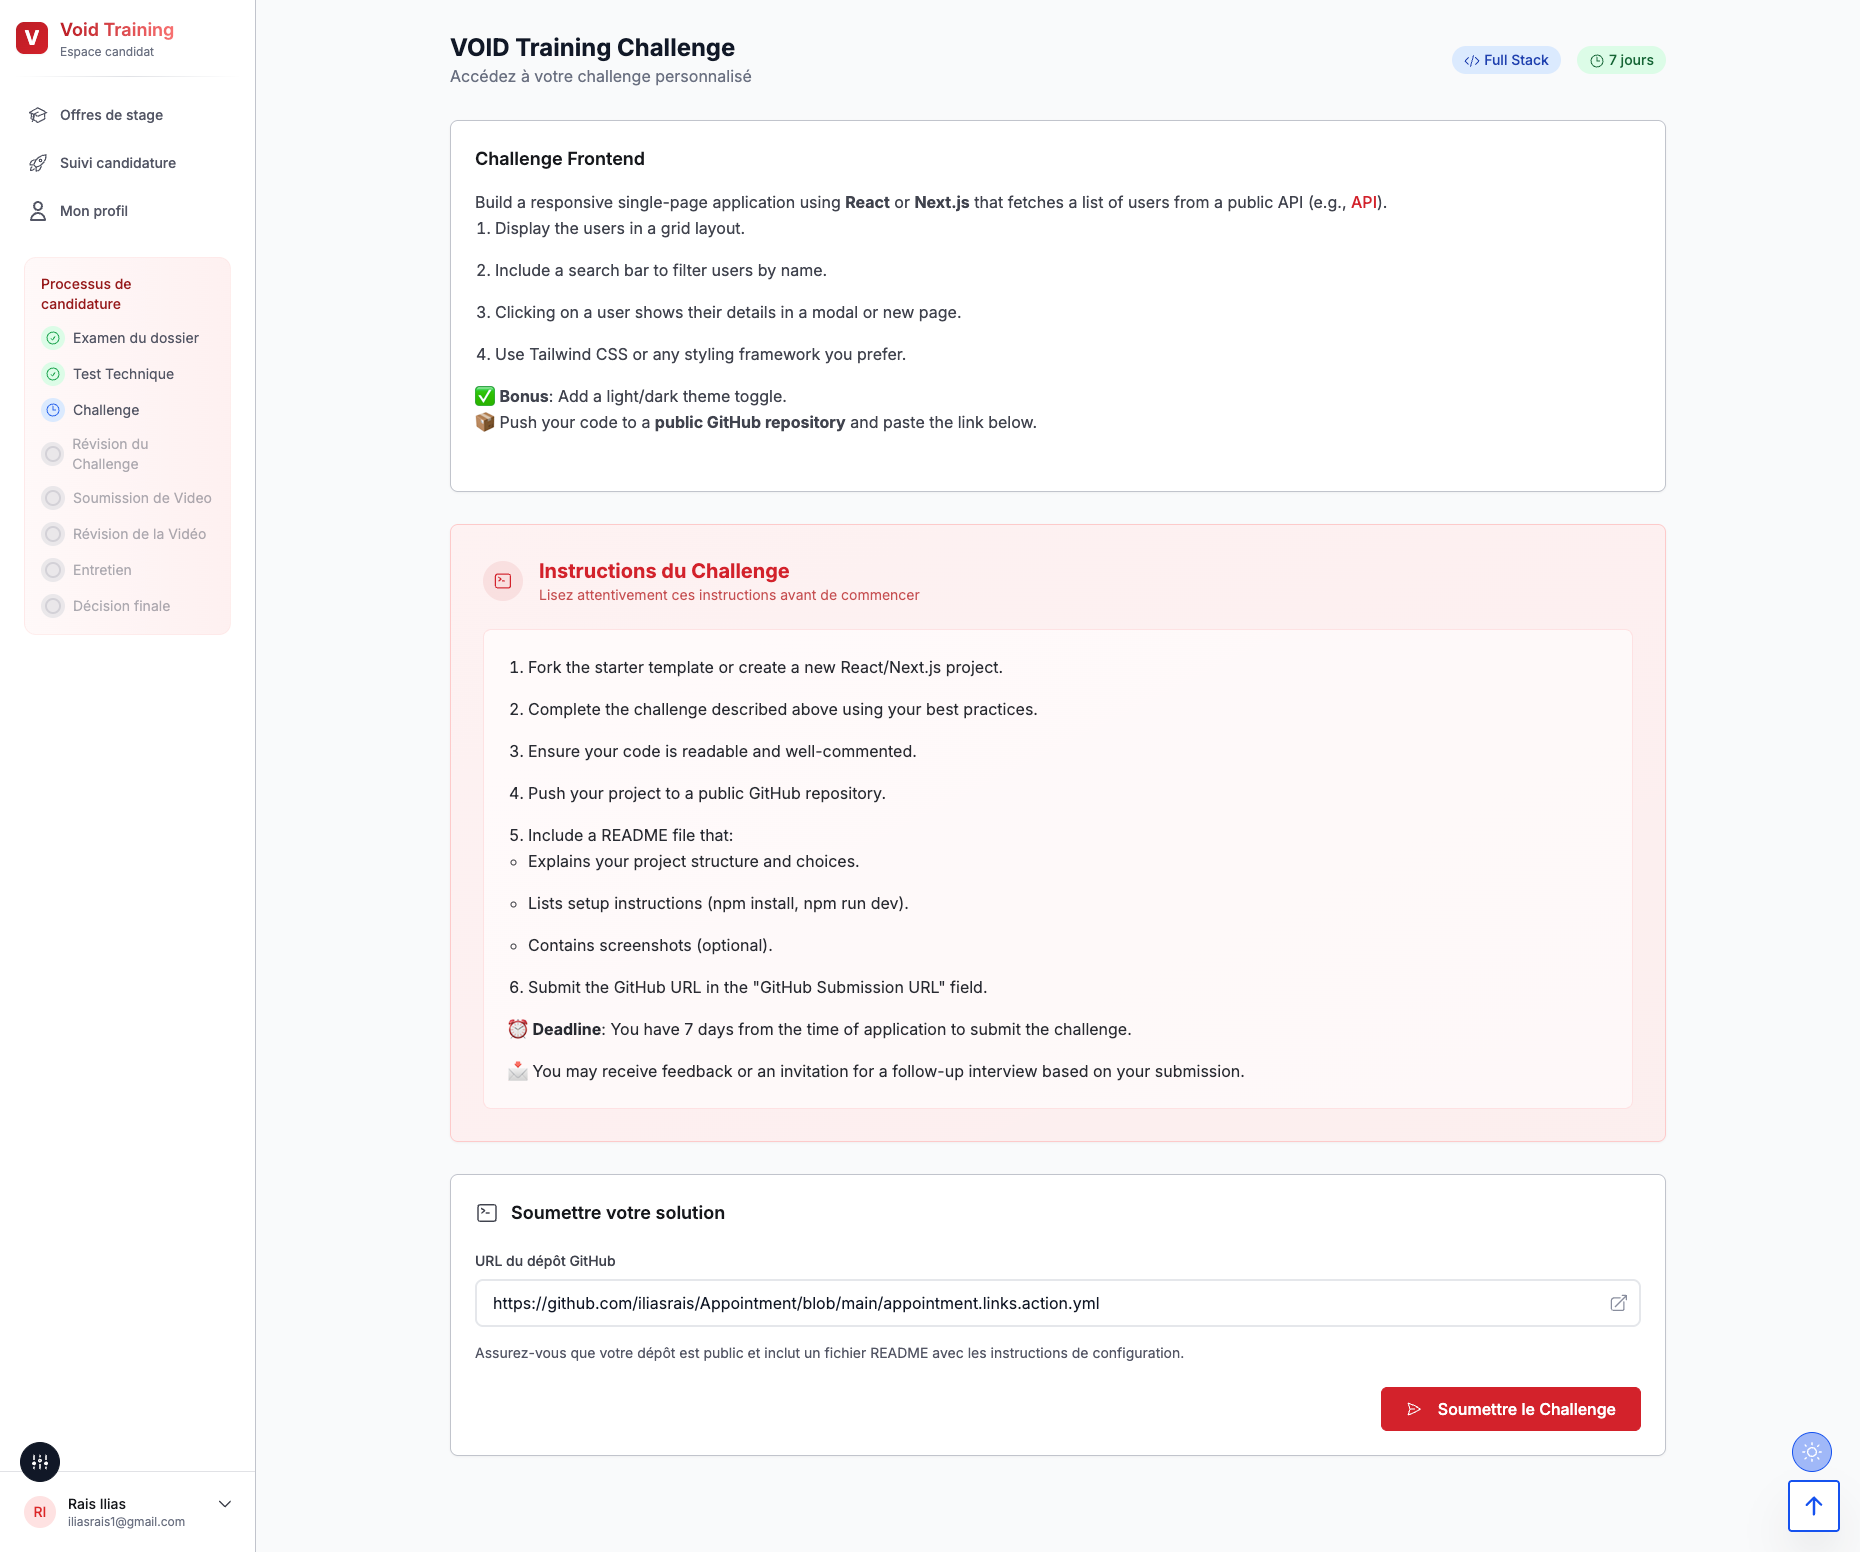 V
Void Training
Espace candidat
Offres de stage
Suivi candidature
Mon profil
Processus de
candidature
Examen du dossier
Test Technique
Challenge
Révision du
Challenge
Soumission de Video
Révision de la Vidéo
Entretien
Décision finale
RI
Rais Ilias
iliasrais1@gmail.com
VOID Training Challenge
Accédez à votre challenge personnalisé
</> Full Stack
7 jours
Challenge Frontend
Build a responsive single-page application using React or Next.js that fetches a list of users from a public API (e.g., API).
1. Display the users in a grid layout.
2. Include a search bar to filter users by name.
3. Clicking on a user shows their details in a modal or new page.
4. Use Tailwind CSS or any styling framework you prefer.
✅ Bonus: Add a light/dark theme toggle.
📦 Push your code to a public GitHub repository and paste the link below.
Instructions du Challenge
Lisez attentivement ces instructions avant de commencer
1. Fork the starter template or create a new React/Next.js project.
2. Complete the challenge described above using your best practices.
3. Ensure your code is readable and well-commented.
4. Push your project to a public GitHub repository.
5. Include a README file that:
◦ Explains your project structure and choices.
◦ Lists setup instructions (npm install, npm run dev).
◦ Contains screenshots (optional).
6. Submit the GitHub URL in the "GitHub Submission URL" field.
⏰ Deadline: You have 7 days from the time of application to submit the challenge.
📩 You may receive feedback or an invitation for a follow-up interview based on your submission.
Soumettre votre solution
URL du dépôt GitHub
https://github.com/iliasrais/Appointment/blob/main/appointment.links.action.yml
Assurez-vous que votre dépôt est public et inclut un fichier README avec les instructions de configuration.
Soumettre le Challenge